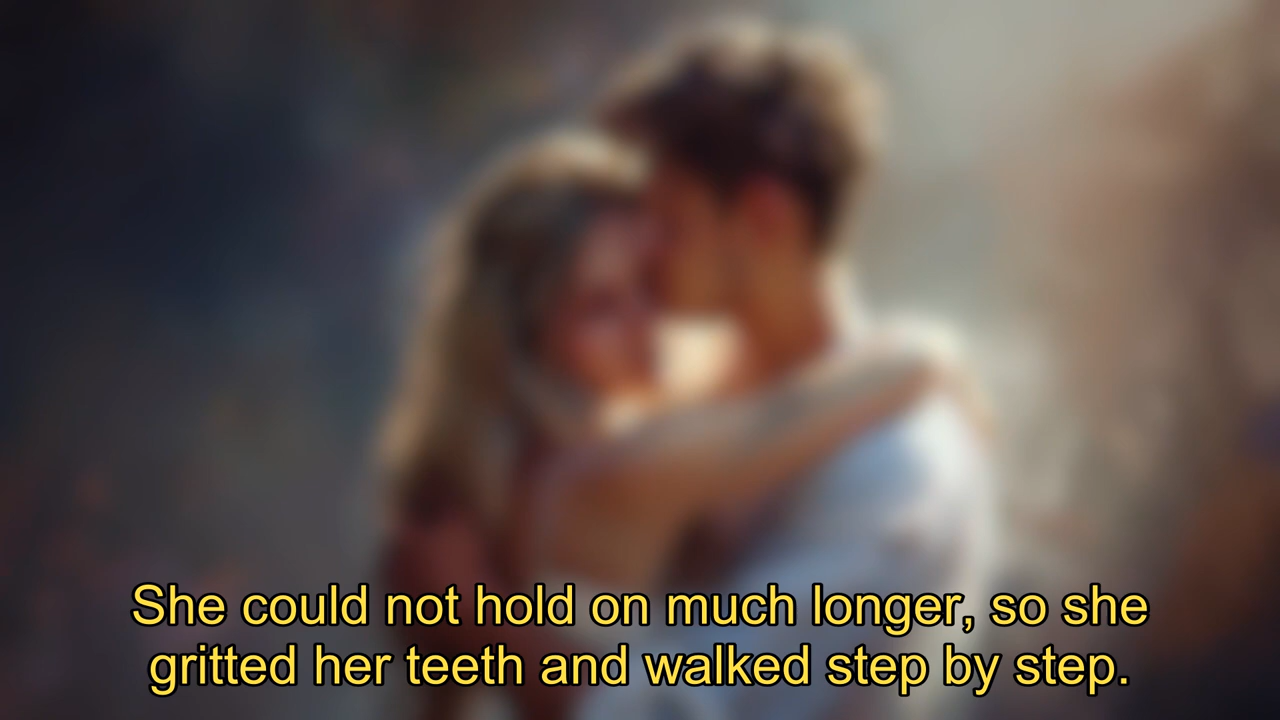 She could not hold on much longer, so she
gritted her teeth and walked step by step.